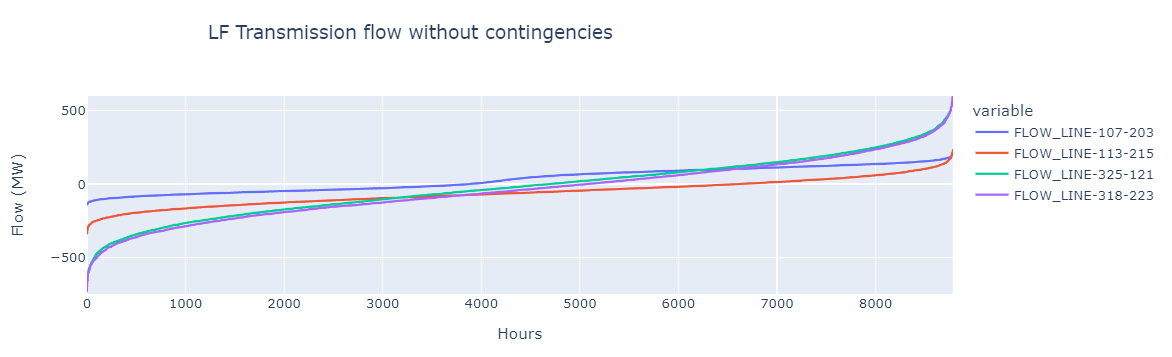 LF Transmission flow without contingencies
Flow (MW)
500
0
−500
0 1000 2000 3000 4000 5000 6000 7000 8000
Hours
variable
FLOW_LINE-107-203
FLOW_LINE-113-215
FLOW_LINE-325-121
FLOW_LINE-318-223